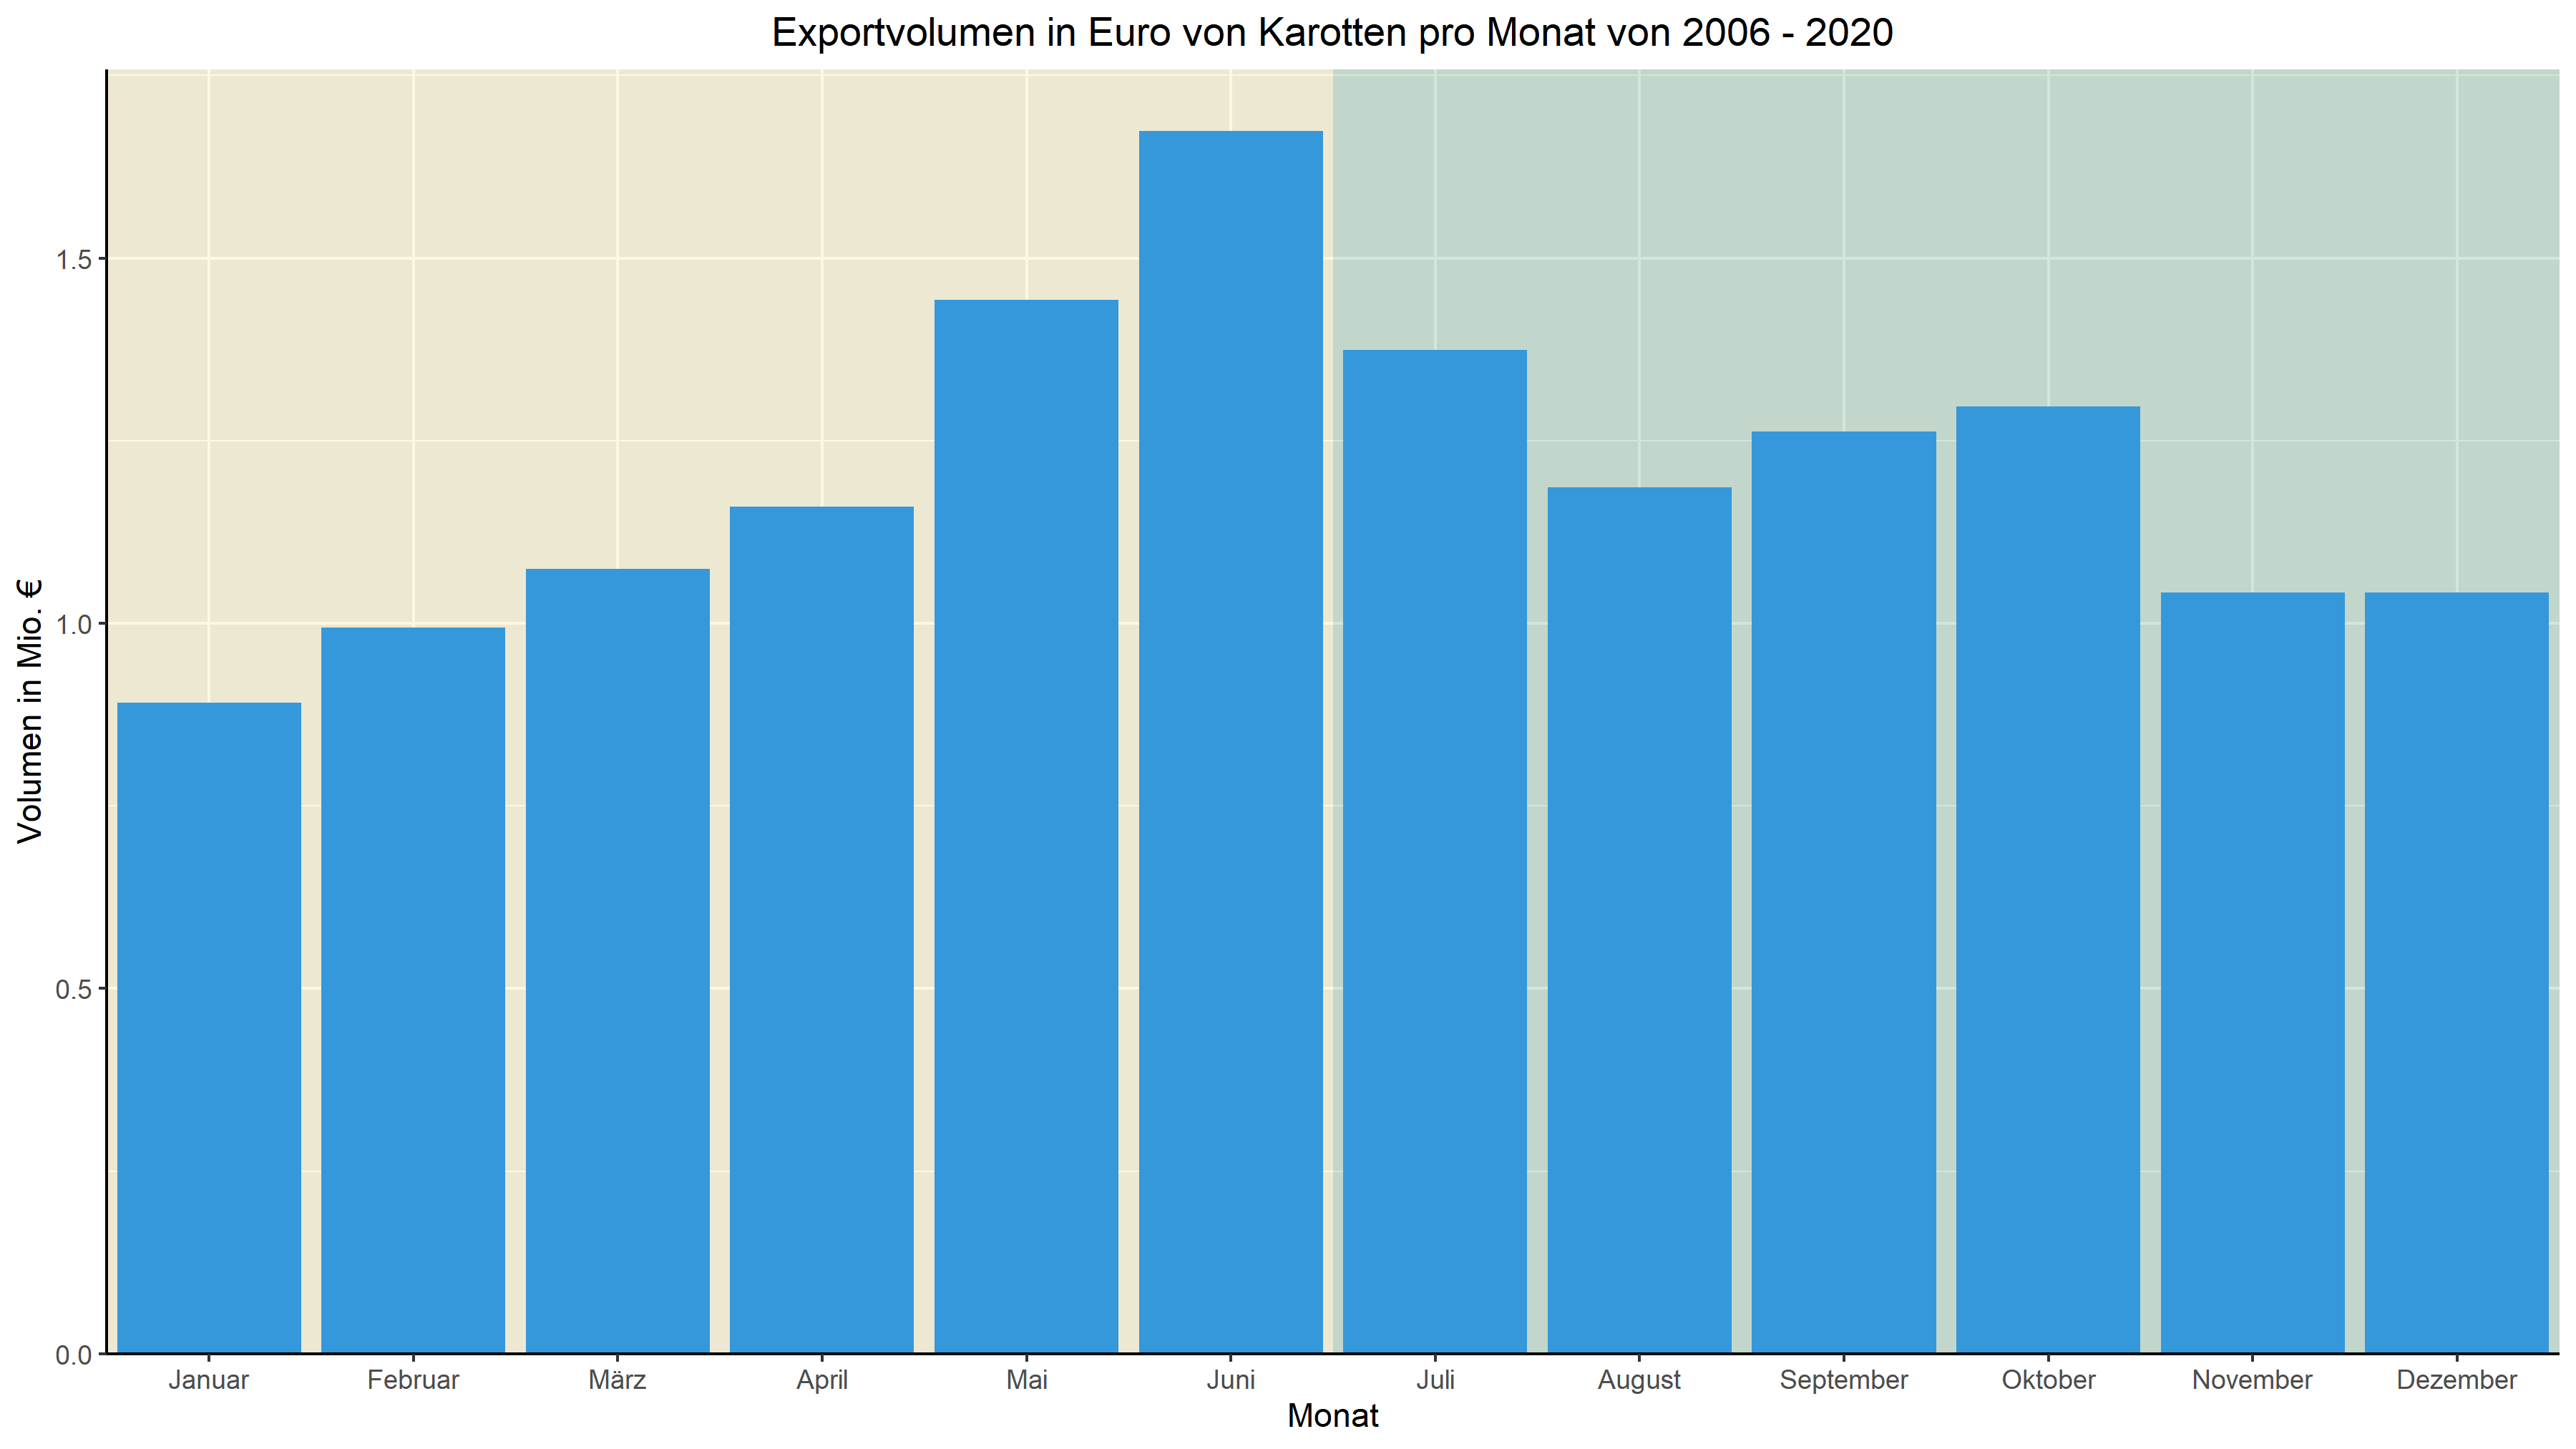 Exportvolumen in Euro von Karotten pro Monat von 2006 - 2020
Volumen in Mio. €
1.5
1.0
0.5
0.0
Januar Februar März April Mai Juni Juli August September Oktober November Dezember
Monat